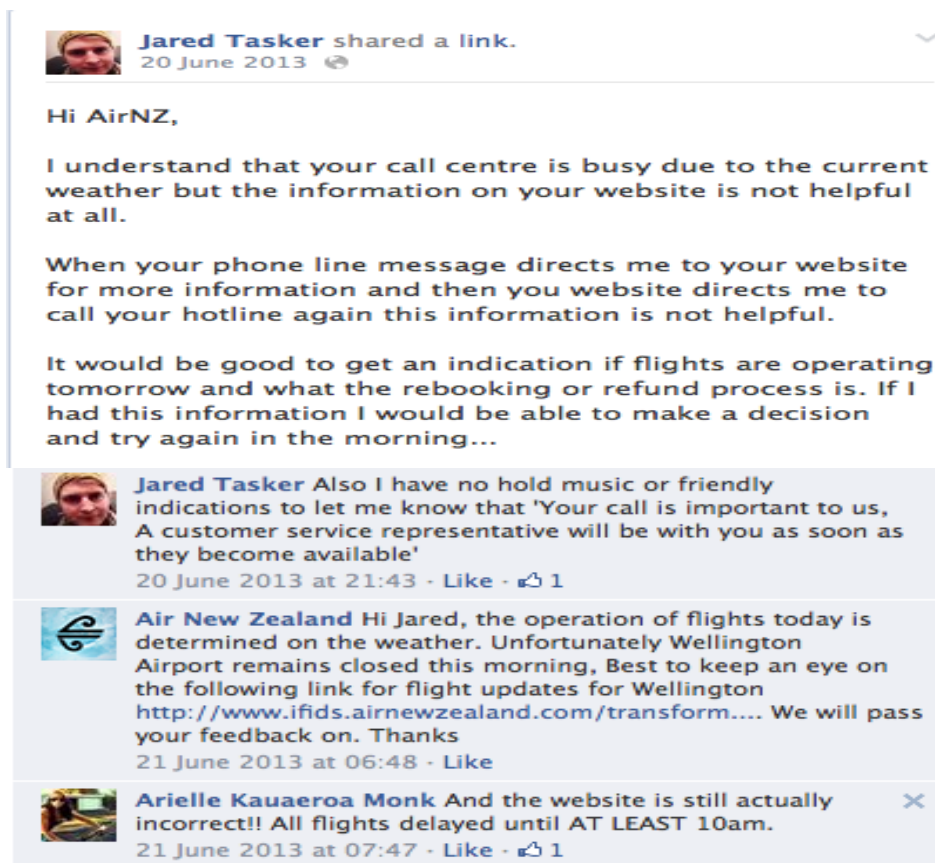 Jared Tasker shared a link.
20 June 2013
Hi AirNZ,
I understand that your call centre is busy due to the current
weather but the information on your website is not helpful
at all.
When your phone line message directs me to your website
for more information and then you website directs me to
call your hotline again this information is not helpful.
It would be good to get an indication if flights are operating
tomorrow and what the rebooking or refund process is. If I
had this information I would be able to make a decision
and try again in the morning...
Jared Tasker Also I have no hold music or friendly
indications to let me know that 'Your call is important to us,
A customer service representative will be with you as soon as
they become available'
20 June 2013 at 21:43 · Like · 1
Air New Zealand Hi Jared, the operation of flights today is
determined on the weather. Unfortunately Wellington
Airport remains closed this morning, Best to keep an eye on
the following link for flight updates for Wellington
http://www.ifids.airnewzealand.com/transform.... We will pass
your feedback on. Thanks
21 June 2013 at 06:48 · Like
Arielle Kauaeroa Monk And the website is still actually
incorrect!! All flights delayed until AT LEAST 10am.
21 June 2013 at 07:47 · Like · 1